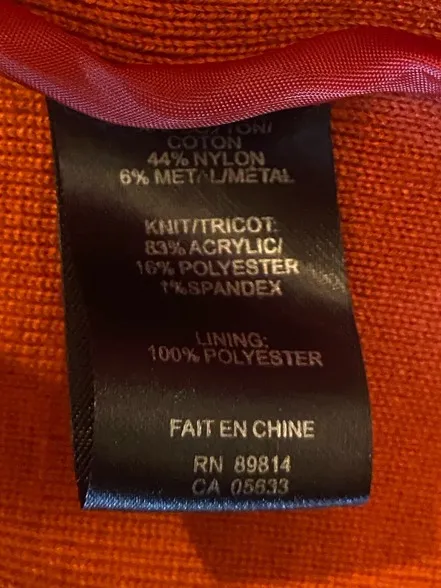 COTTON/
COTON
44% NYLON
6% METAL/METAL
KNIT/TRICOT:
83% ACRYLIC/
16% POLYESTER
1% SPANDEX
LINING:
100% POLYESTER
FAIT EN CHINE
RN 89814
CA 05633